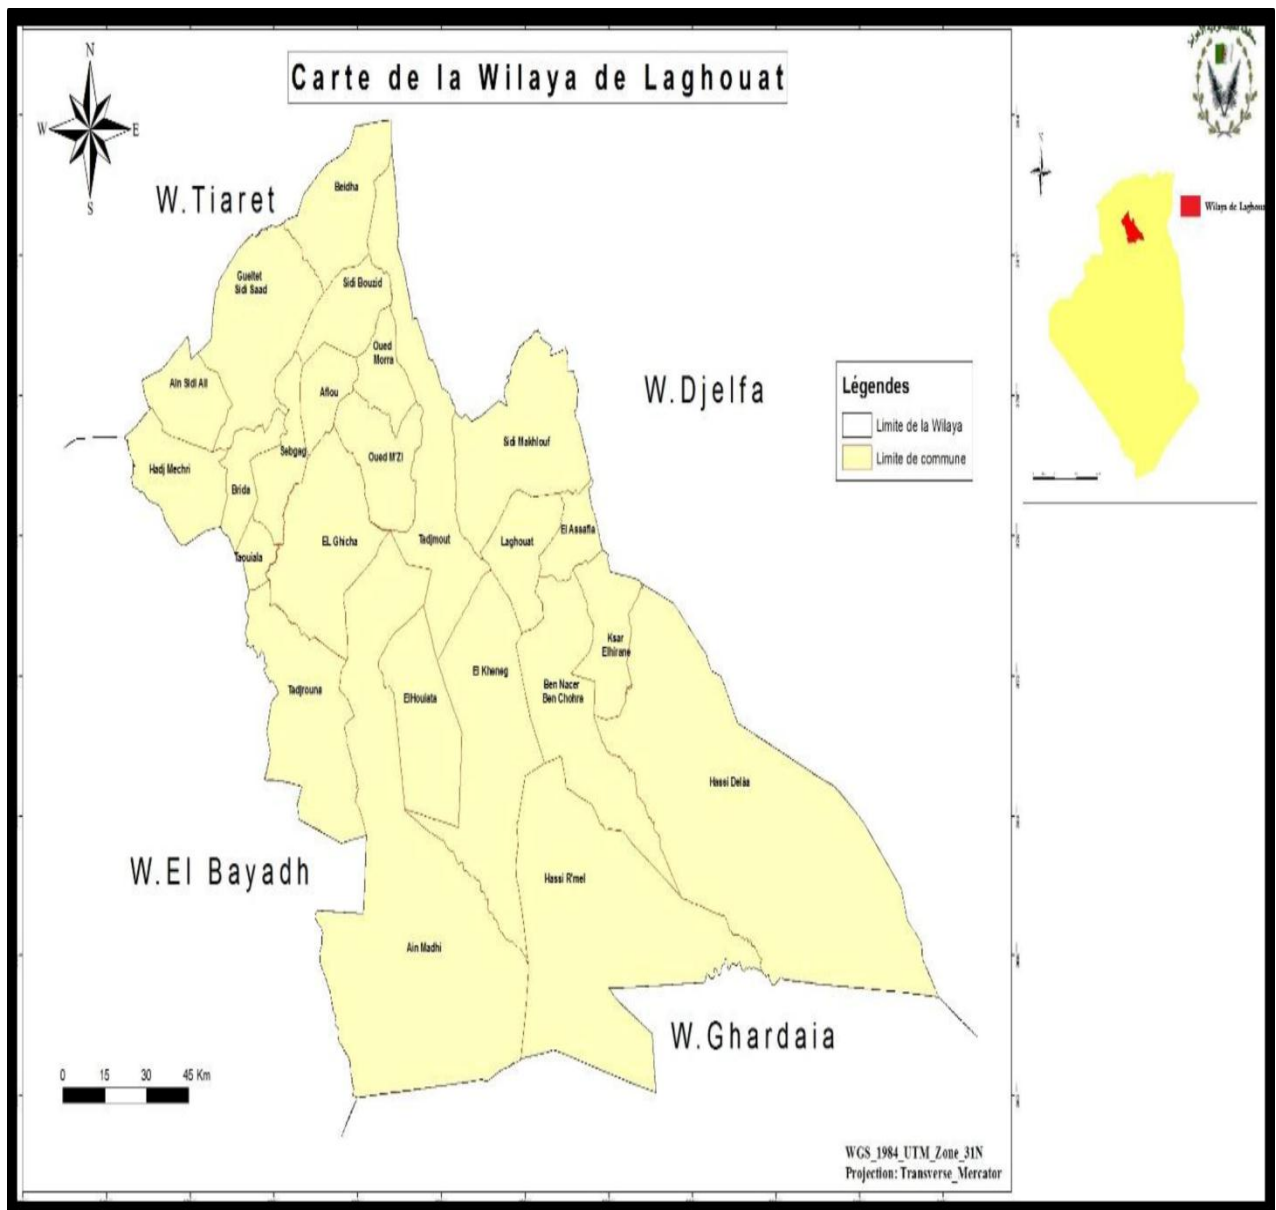 Carte de la Wilaya de Laghouat
N
W
E
S
W.Tiaret
Beidha
Gueltet
Sidi Saad
Sidi Bouzid
Oued
Morra
Ain Sidi Ali
Aflou
W.Djelfa
Sidi Makhlouf
Sebgag
Oued M'Zi
Hadj Mechri
Brida
El Assafia
EL Ghicha
Tadjmout
Laghouat
Taouiala
Ksar
Elhirane
El Kheneg
Ben Nacer
Ben Chohra
Tadjrouna
ElHouiata
Hassi Delâa
W.El Bayadh
Hassi R'mel
Ain Madhi
W.Ghardaia
0 15 30 45 Km
Légendes
Limite de la Wilaya
Limite de commune
WGS_1984_UTM_Zone_31N
Projection: Transverse_Mercator
Wilaya de Laghoua